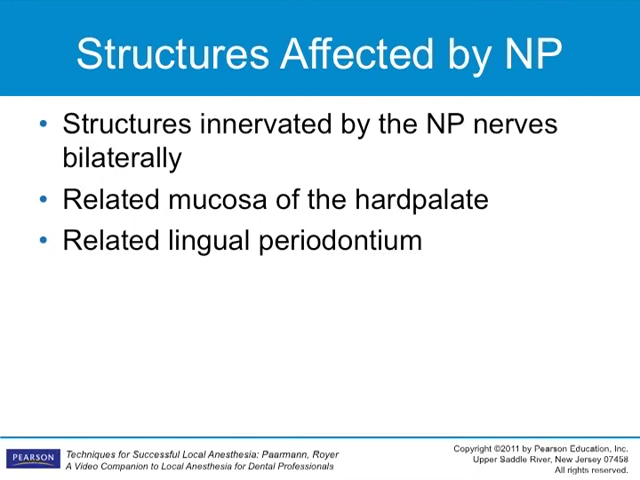 Structures Affected by NP
• Structures innervated by the NP nerves
bilaterally
• Related mucosa of the hardpalate
• Related lingual periodontium
PEARSON
Techniques for Successful Local Anesthesia: Paarmann, Royer
A Video Companion to Local Anesthesia for Dental Professionals
Copyright ©2011 by Pearson Education, Inc.
Upper Saddle River, New Jersey 07458
All rights reserved.